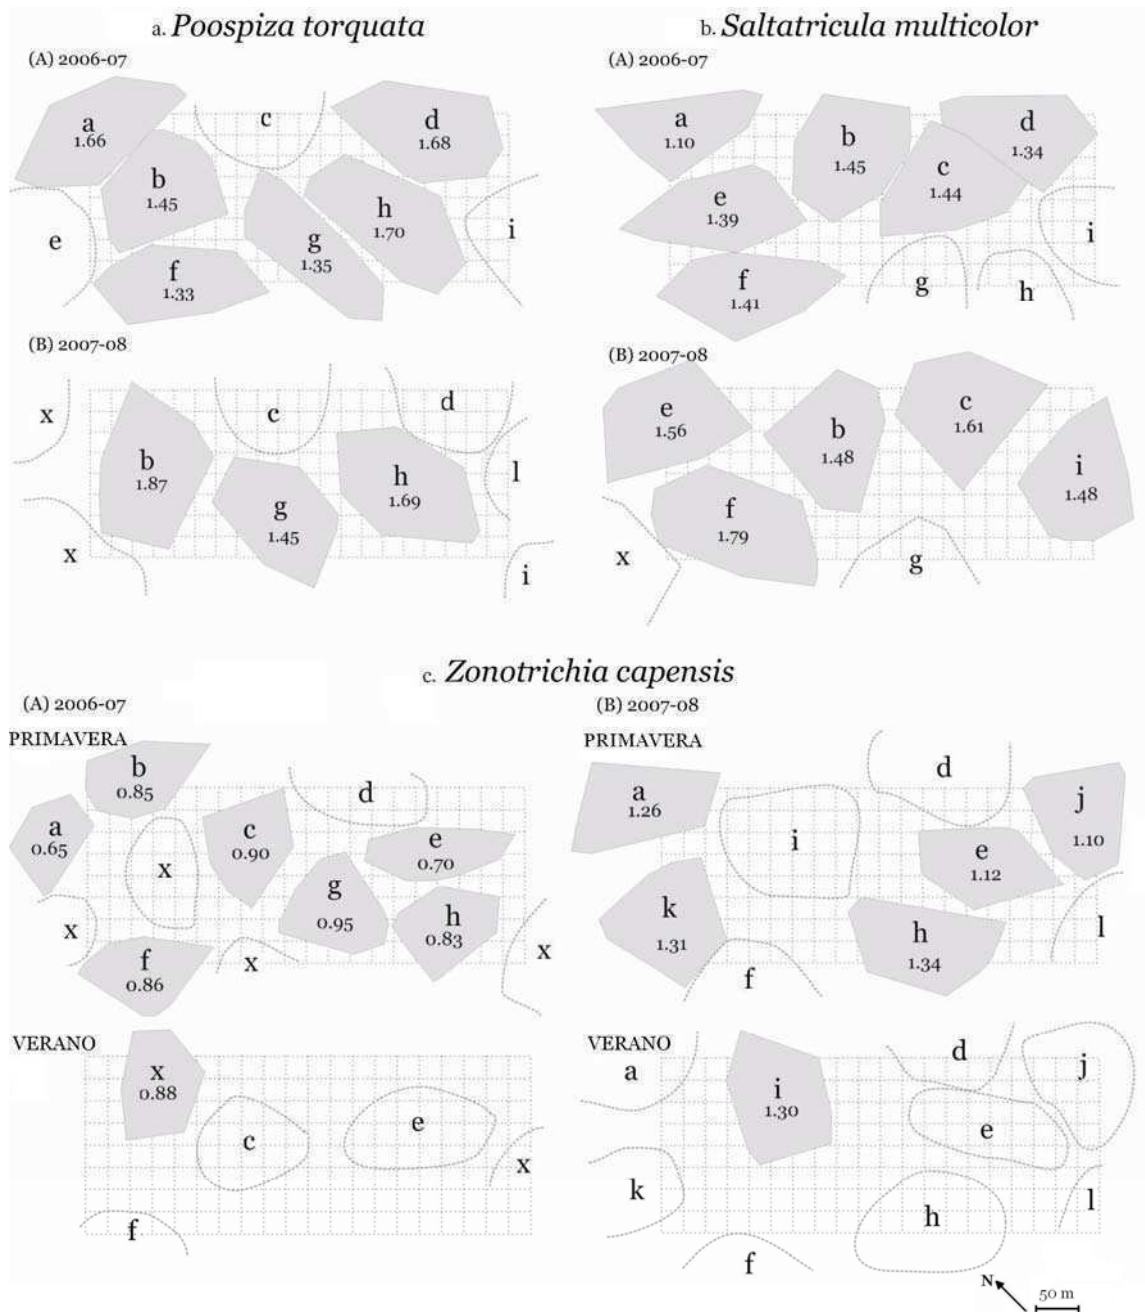 a. Poospiza torquata
(A) 2006-07
a
1.66
b
1.45
c
d
1.68
e
f
1.33
g
1.35
h
1.70
i
(B) 2007-08
x
b
1.87
c
d
g
1.45
h
1.69
l
x
i
b. Saltatricula multicolor
(A) 2006-07
a
1.10
b
1.45
c
1.44
d
1.34
e
1.39
f
1.41
g
h
i
(B) 2007-08
e
1.56
b
1.48
c
1.61
i
1.48
f
1.79
x
g
c. Zonotrichia capensis
(A) 2006-07
PRIMAVERA
b
0.85
a
0.65
x
c
0.90
d
e
0.70
g
0.95
h
0.83
x
f
0.86
x
x
VERANO
x
0.88
c
e
x
f
(B) 2007-08
PRIMAVERA
a
1.26
i
d
j
1.10
e
1.12
k
1.31
h
1.34
l
f
VERANO
a
i
1.30
d
j
e
k
h
l
f
N
50 m